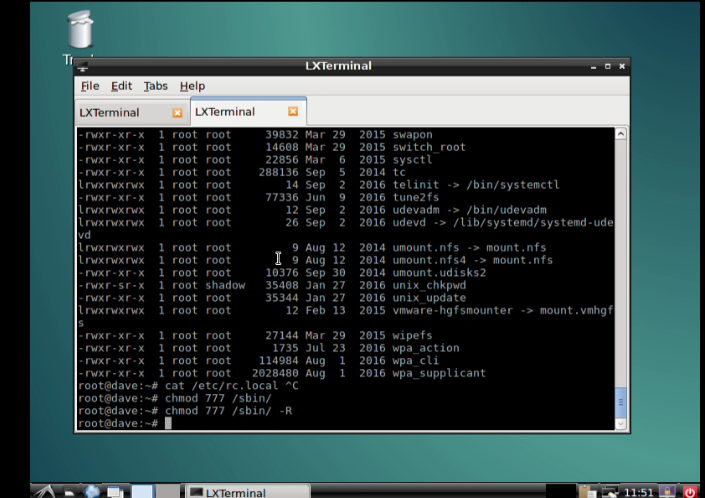 LXTerminal
File Edit Tabs Help
LXTerminal LXTerminal
-rwxr-xr-x 1 root root 39832 Mar 29 2015 swapon
-rwxr-xr-x 1 root root 14608 Mar 29 2015 switch_root
-rwxr-xr-x 1 root root 22856 Mar 6 2015 sysctl
-rwxr-xr-x 1 root root 288136 Sep 5 2014 tc
lrwxrwxrwx 1 root root 14 Sep 2 2016 telinit -> /bin/systemctl
-rwxr-xr-x 1 root root 77336 Jun 9 2016 tune2fs
lrwxrwxrwx 1 root root 12 Sep 2 2016 udevadm -> /bin/udevadm
lrwxrwxrwx 1 root root 26 Sep 2 2016 udevd -> /lib/systemd/systemd-ude
vd
lrwxrwxrwx 1 root root 9 Aug 12 2014 umount.nfs -> mount.nfs
lrwxrwxrwx 1 root root 9 Aug 12 2014 umount.nfs4 -> mount.nfs
-rwxr-xr-x 1 root root 10376 Sep 30 2014 umount.udisks2
-rwxr-sr-x 1 root shadow 35408 Jan 27 2016 unix_chkpwd
-rwxr-xr-x 1 root root 35344 Jan 27 2016 unix_update
lrwxrwxrwx 1 root root 12 Feb 13 2015 vmware-hgfsmounter -> mount.vmhgf
s
-rwxr-xr-x 1 root root 27144 Mar 29 2015 wipefs
-rwxr-xr-x 1 root root 1735 Jul 23 2016 wpa_action
-rwxr-xr-x 1 root root 114984 Aug 1 2016 wpa_cli
-rwxr-xr-x 1 root root 2028480 Aug 1 2016 wpa_supplicant
root@dave:~# cat /etc/rc.local ^C
root@dave:~# chmod 777 /sbin/
root@dave:~# chmod 777 /sbin/ -R
root@dave:~#
LXTerminal 11:51